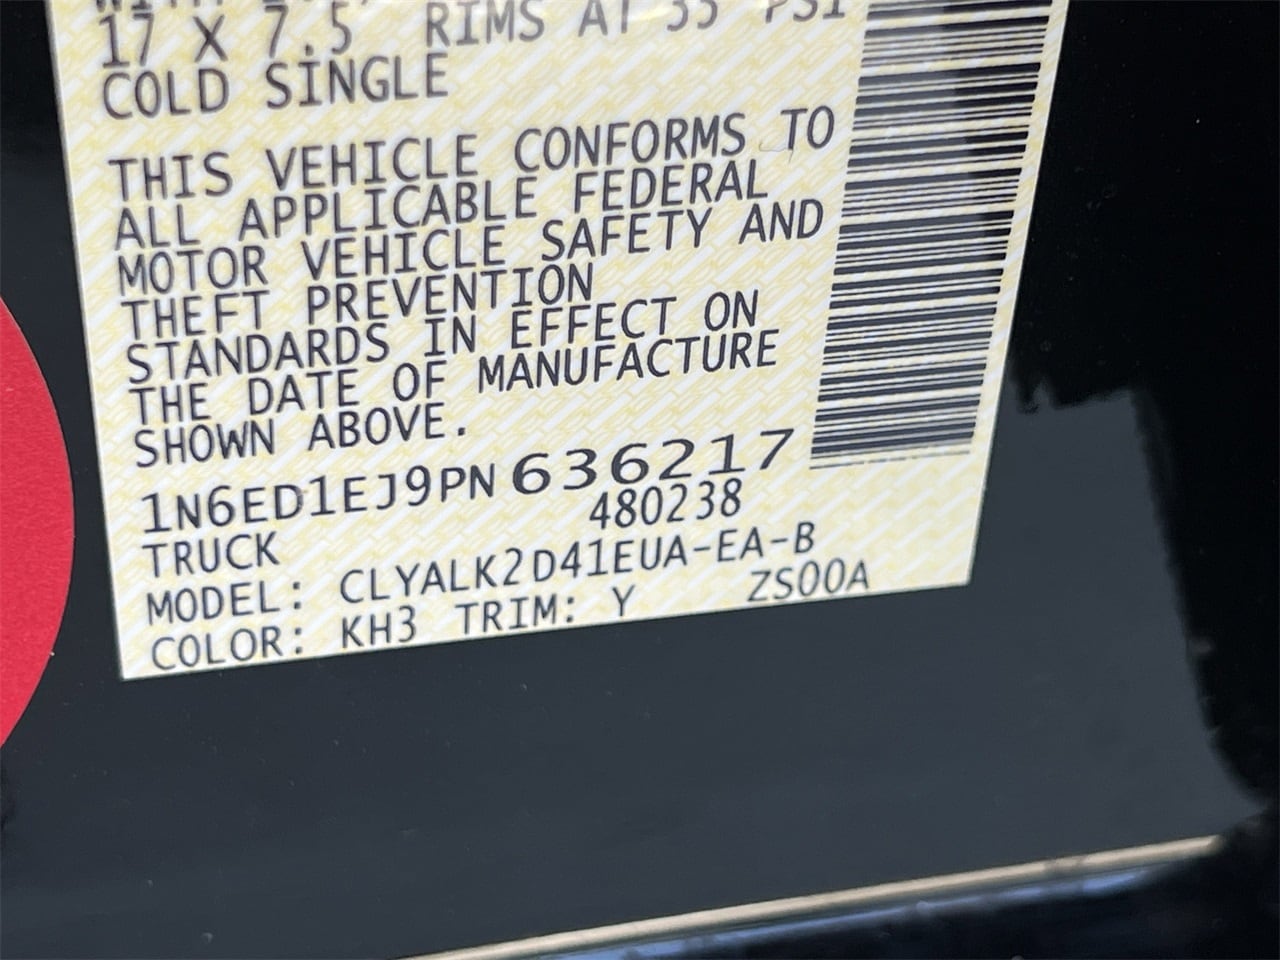 17 X 7.5 RIMS AT 35 PSI
COLD SINGLE
THIS VEHICLE CONFORMS TO
ALL APPLICABLE FEDERAL
MOTOR VEHICLE SAFETY AND
THEFT PREVENTION
STANDARDS IN EFFECT ON
THE DATE OF MANUFACTURE
SHOWN ABOVE.
1N6ED1EJ9PN636217
480238
TRUCK
MODEL: CLYALK2D41EUA-EA-B
COLOR: KH3 TRIM: Y ZS00A